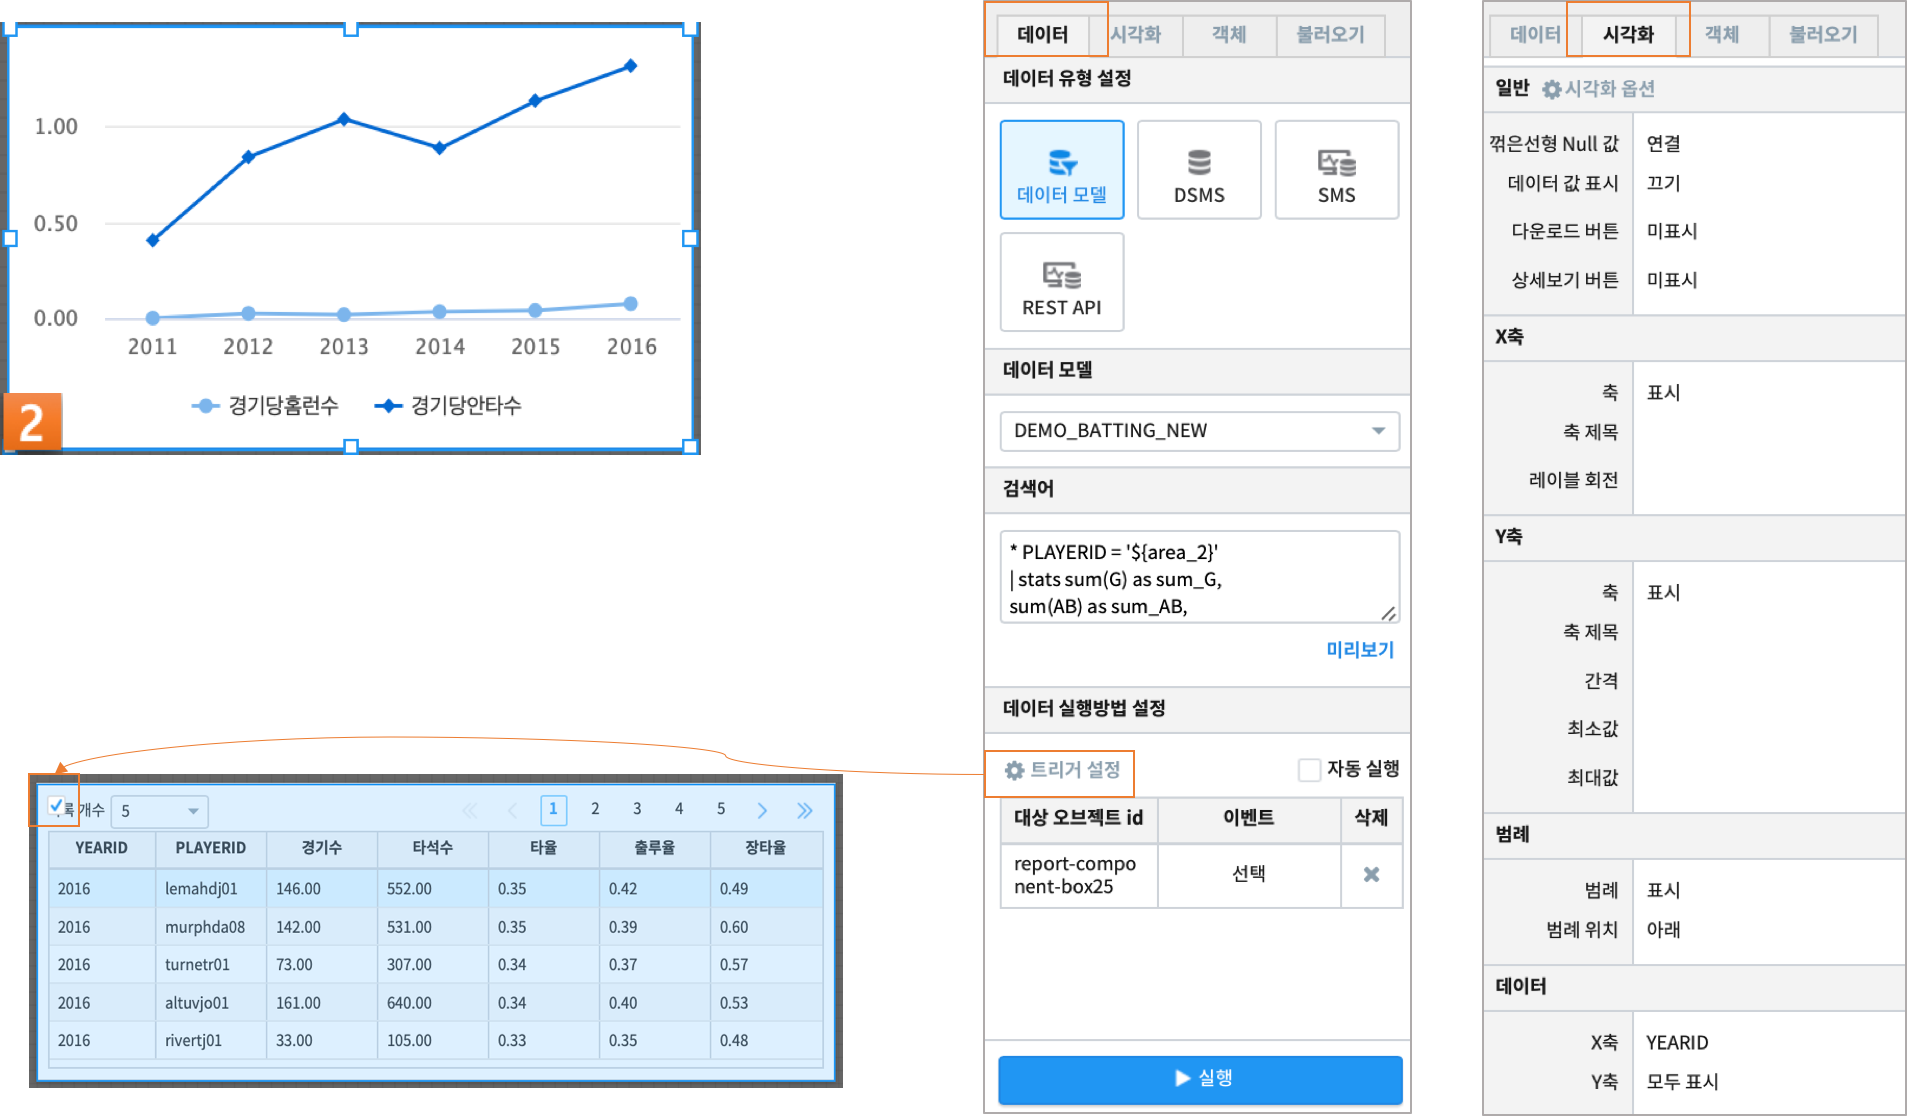 1.00
0.50
0.00
2011 2012 2013 2014 2015 2016
경기당홈런수 경기당안타수
2
개수 5 1 2 3 4 5
YEARID PLAYERID 경기수 타석수 타율 출루율 장타율
2016 lemahdj01 146.00 552.00 0.35 0.42 0.49
2016 murphda08 142.00 531.00 0.35 0.39 0.60
2016 turnetr01 73.00 307.00 0.34 0.37 0.57
2016 altuvjo01 161.00 640.00 0.34 0.40 0.53
2016 rivertj01 33.00 105.00 0.33 0.35 0.48
데이터 시각화 객체 불러오기
데이터 유형 설정
데이터 모델 DSMS SMS
REST API
데이터 모델
DEMO_BATTING_NEW
검색어
* PLAYERID = '${area_2}'
| stats sum(G) as sum_G,
sum(AB) as sum_AB,
미리보기
데이터 실행방법 설정
트리거 설정 자동 실행
대상 오브젝트 id 이벤트 삭제
report-compo
nent-box25 선택
실행
데이터 시각화 객체 불러오기
일반 시각화 옵션
꺾은선형 Null 값 연결
데이터 값 표시 끄기
다운로드 버튼 미표시
상세보기 버튼 미표시
X축
축 표시
축 제목
레이블 회전
Y축
축 표시
축 제목
간격
최소값
최대값
범례
범례 표시
범례 위치 아래
데이터
X축 YEARID
Y축 모두 표시